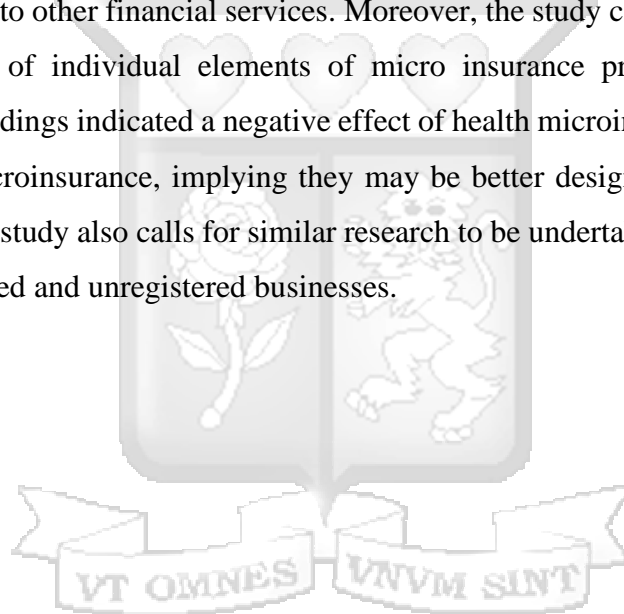 to other financial services. Moreover, the study c
of individual elements of micro insurance pr
dings indicated a negative effect of health microi
croinsurance, implying they may be better desig
study also calls for similar research to be underta
ed and unregistered businesses.
VT OMNES VNVM SINT